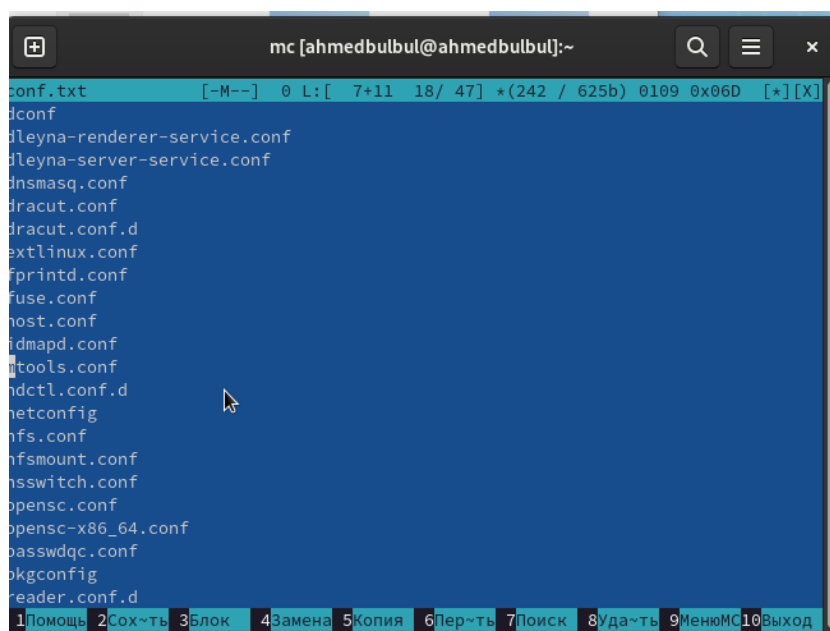 mc [ahmedbulbul@ahmedbulbul]:~
conf.txt [-M--] 0 L:[ 7+11 18/ 47] *(242 / 625b) 0109 0x06D [*][X]
dconf
dleyna-renderer-service.conf
dleyna-server-service.conf
dnsmasq.conf
dracut.conf
dracut.conf.d
extlinux.conf
fprintd.conf
fuse.conf
host.conf
idmapd.conf
mtools.conf
ndctl.conf.d
netconfig
nfs.conf
nfsmount.conf
nsswitch.conf
opensc.conf
opensc-x86_64.conf
passwdqc.conf
pkgconfig
reader.conf.d
1Помощь 2Сох~ть 3Блок 4Замена 5Копия 6Пер~ть 7Поиск 8Уда~ть 9МенюМС10Выход